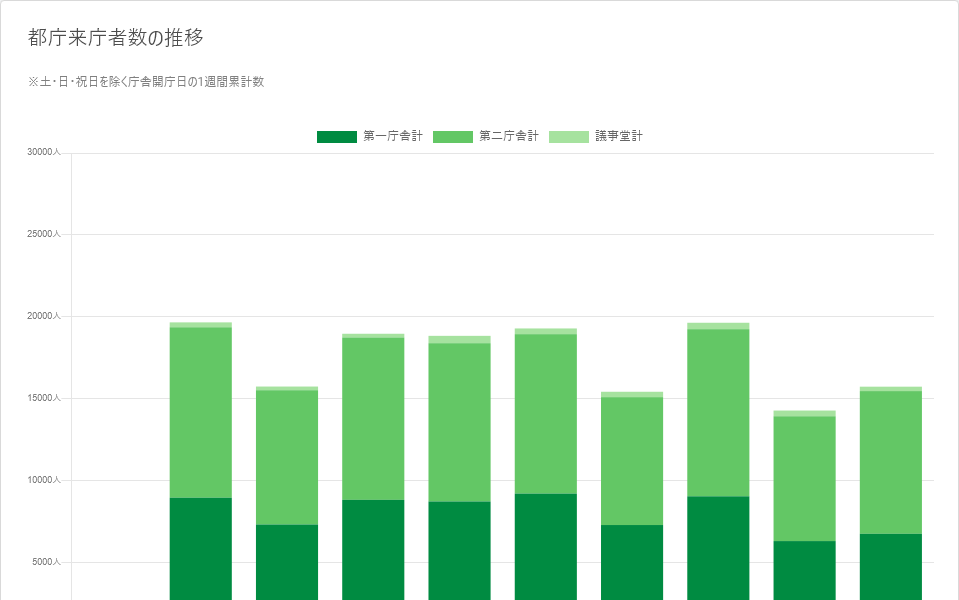 都庁来庁者数の推移
※土・日・祝日を除く庁舎開庁日の1週間累計数
第一庁舎計 第二庁舎計 議事堂計
30000人
25000人
20000人
15000人
10000人
5000人